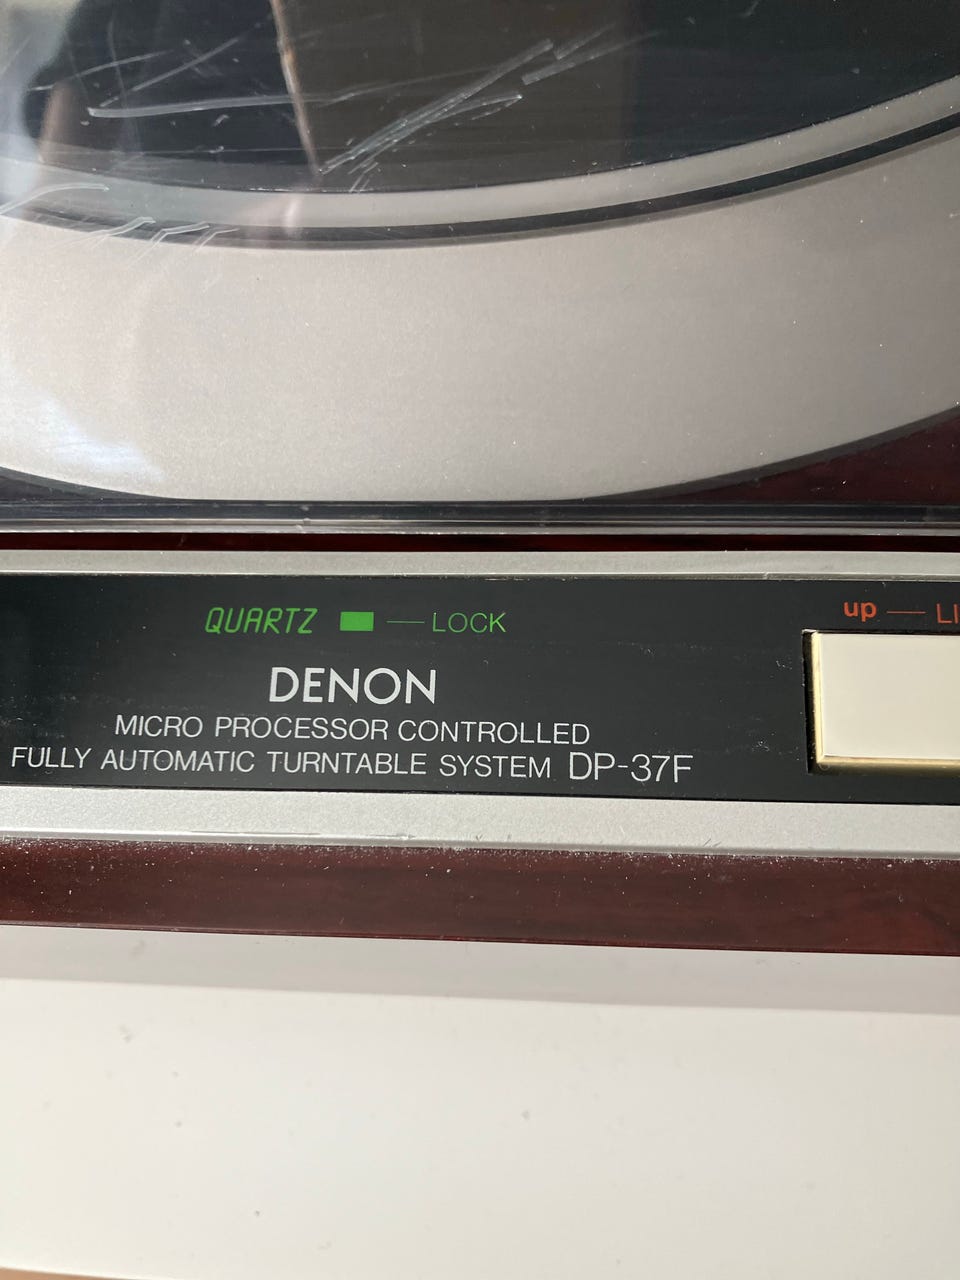 QUARTZ — LOCK
up —
DENON
MICRO PROCESSOR CONTROLLED
FULLY AUTOMATIC TURNTABLE SYSTEM DP-37F